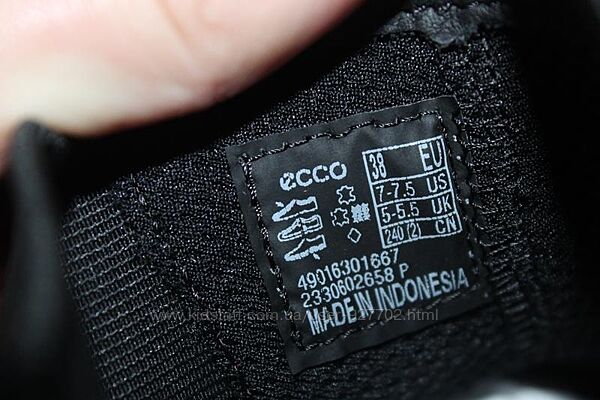 ecco
38 EU
7-7.5 US
5-5.5 UK
240 (2) CN
49016301667
2330602658 P
MADE IN INDONESIA